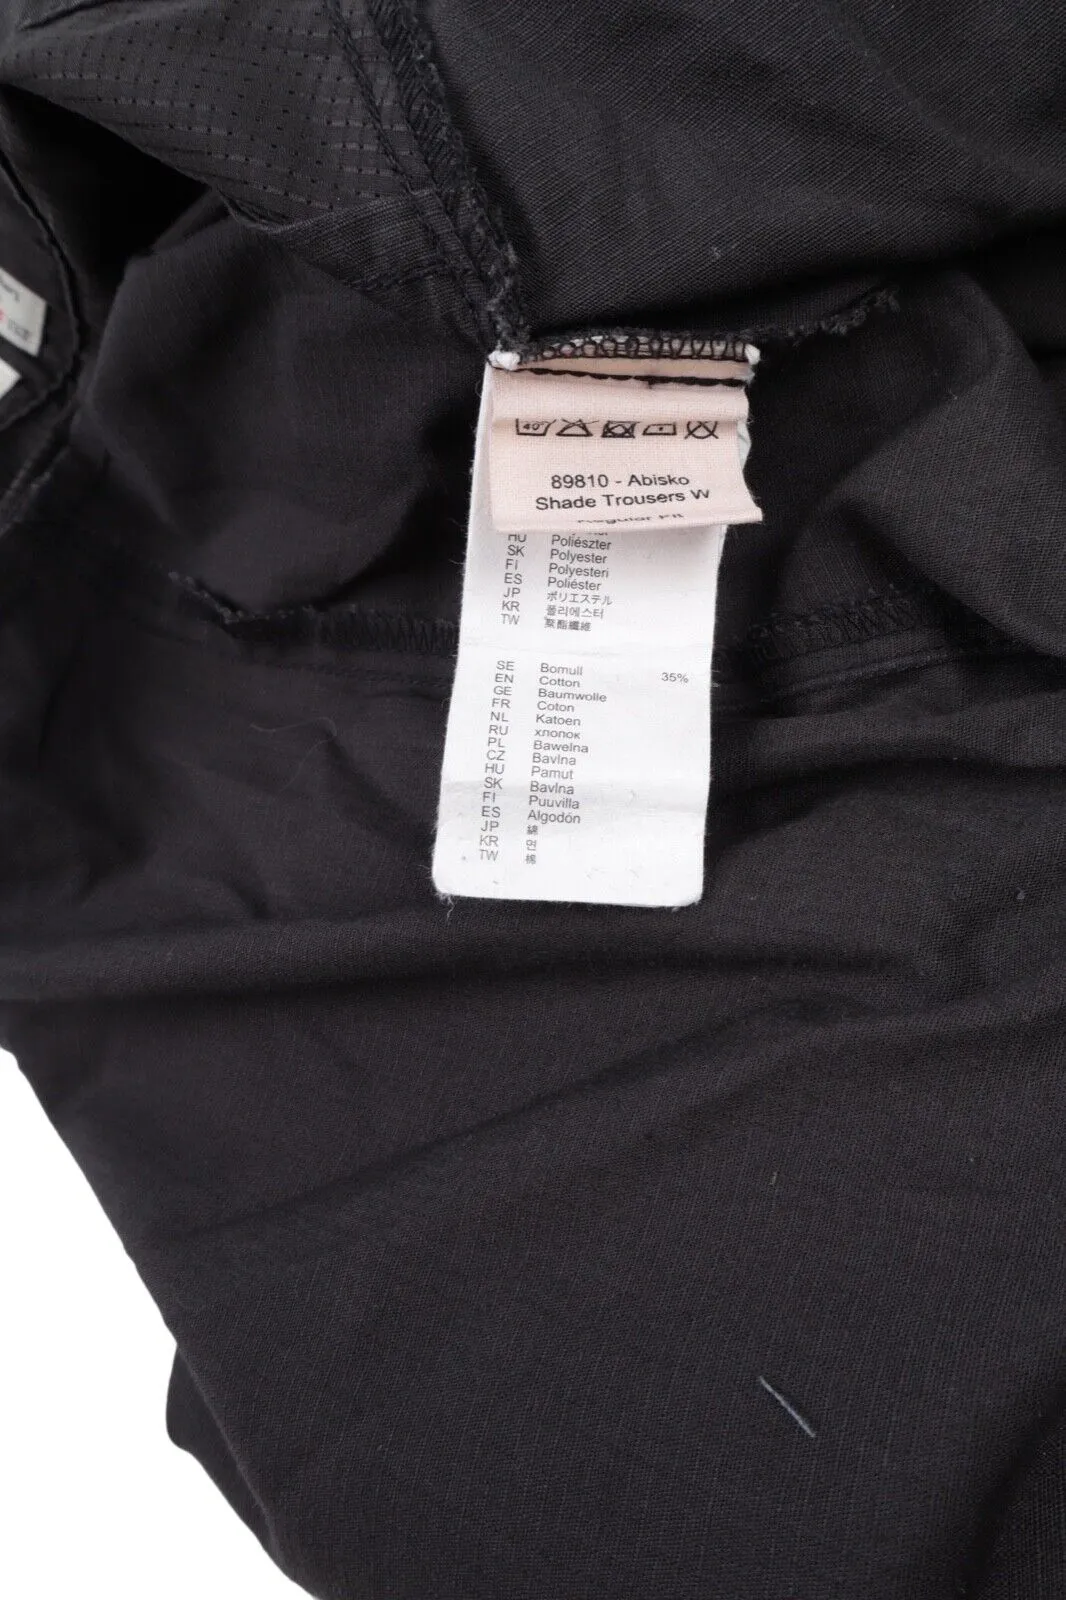 40°
89810 - Abisko
Shade Trousers W
Regular Fit
HU Poliészter
SK Polyester
FI Polyesteri
ES Poliéster
JP ポリエステル
KR 폴리에스터
TW 聚酯纖維
SE Bomull 35%
EN Cotton
GE Baumwolle
FR Coton
NL Katoen
RU хлопок
PL Bawełna
CZ Bavlna
HU Pamut
SK Bavlna
FI Puuvilla
ES Algodón
JP 綿
KR 면
TW 棉